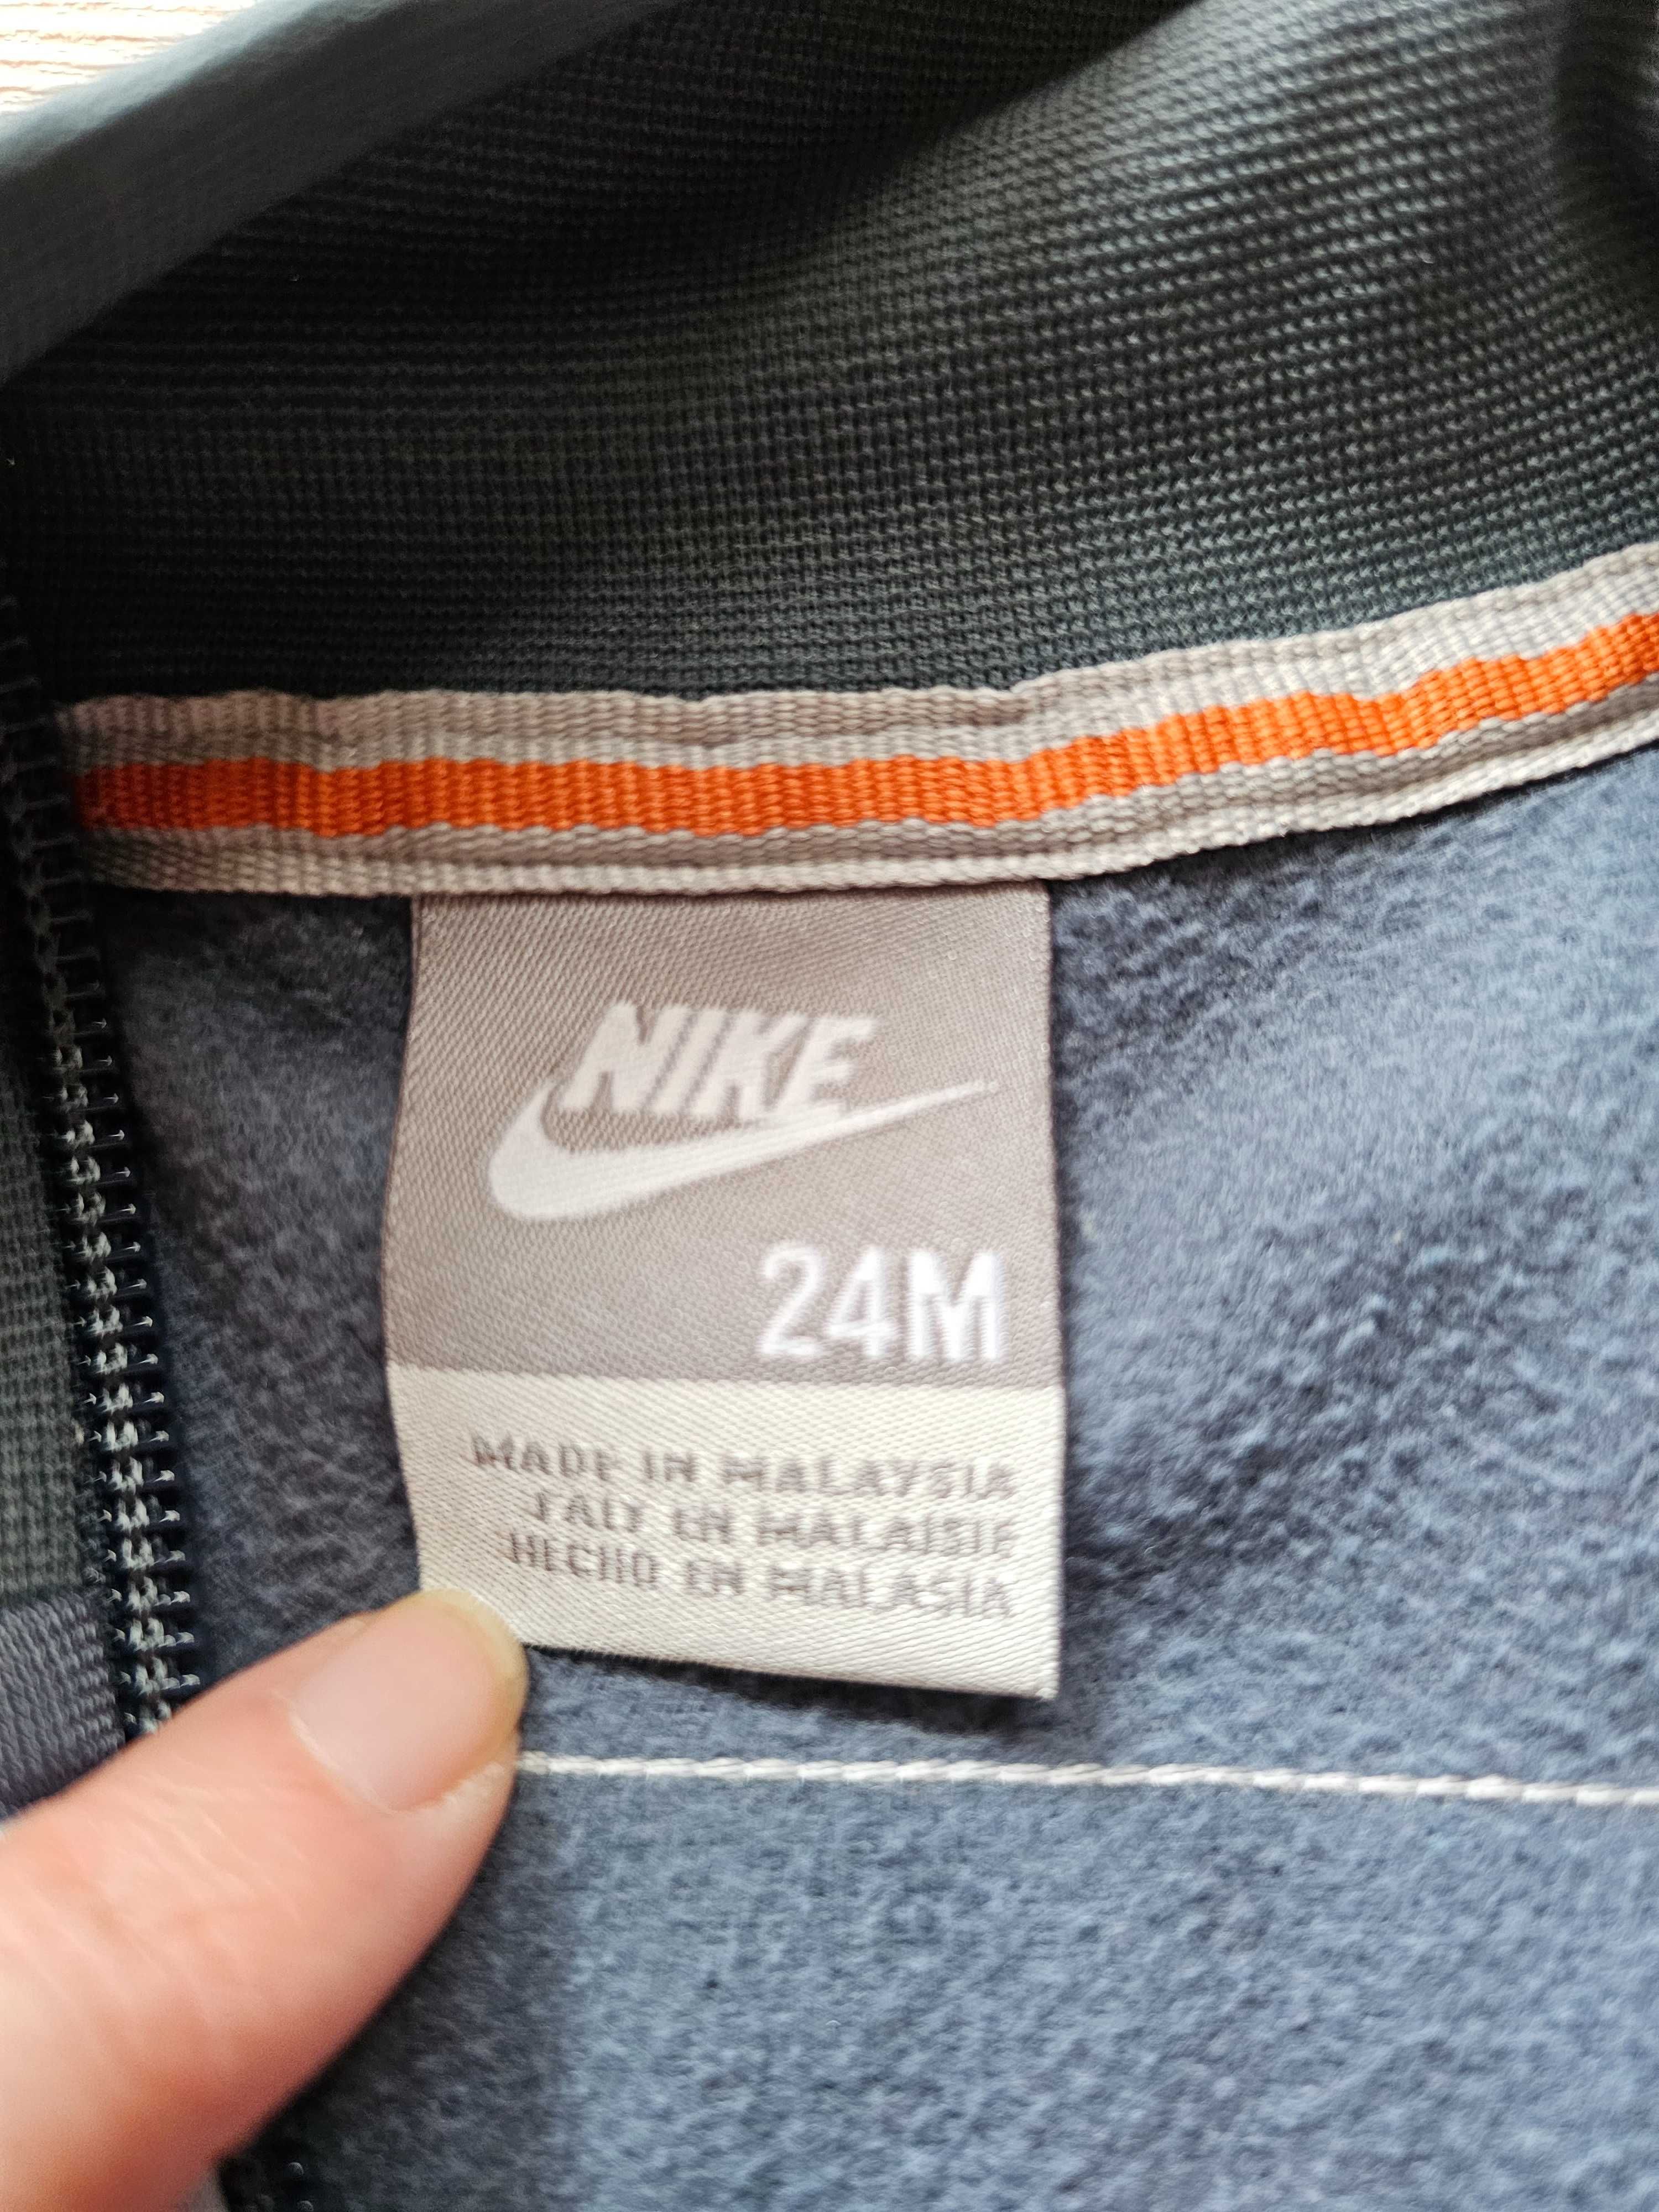 NIKE
24M
MADE IN MALAYSIA
FAIT EN MALAISIE
HECHO EN MALASIA